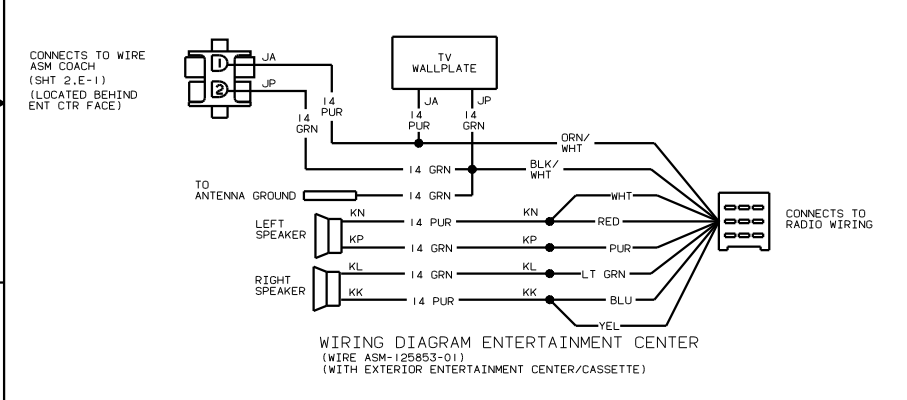 CONNECTS TO WIRE
ASM COACH
(SHT 2.E-1)
(LOCATED BEHIND
ENT CTR FACE)
1
2
JA
JP
14
PUR
14
GRN
TV
WALLPLATE
JA
JP
14
PUR
14
GRN
ORN/
WHT
14 GRN
BLK/
WHT
TO
ANTENNA GROUND
14 GRN
WHT
LEFT
SPEAKER
KN
14 PUR
KN
RED
KP
14 GRN
KP
PUR
CONNECTS TO
RADIO WIRING
RIGHT
SPEAKER
KL
14 GRN
KL
LT GRN
KK
14 PUR
KK
BLU
YEL
WIRING DIAGRAM ENTERTAINMENT CENTER
(WIRE ASM-125853-01)
(WITH EXTERIOR ENTERTAINMENT CENTER/CASSETTE)